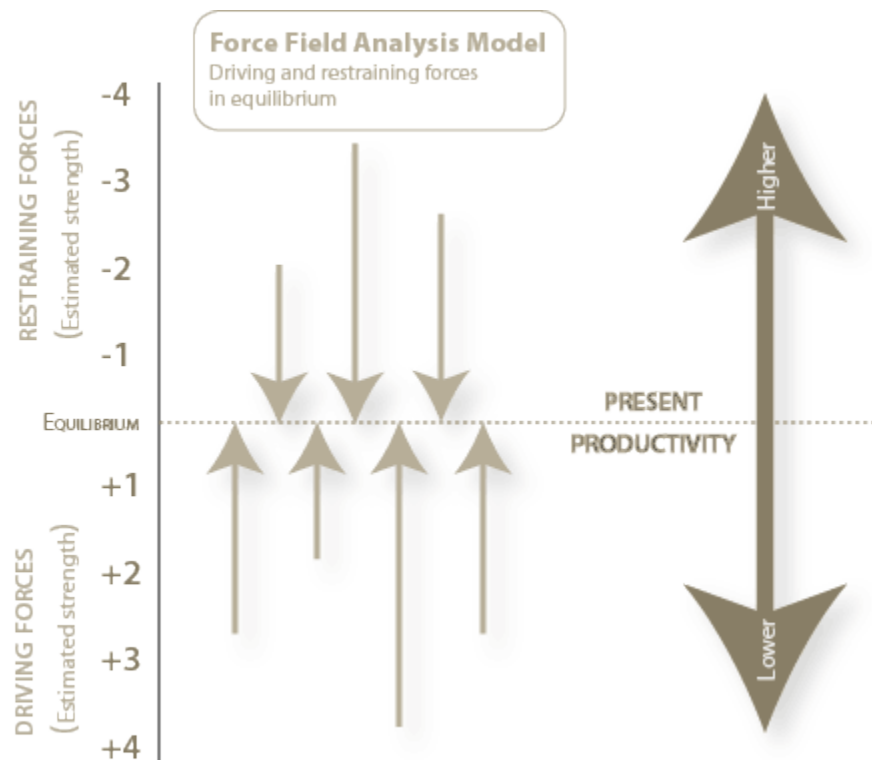 Force Field Analysis Model
Driving and restraining forces
in equilibrium
RESTRAINING FORCES
(Estimated strength)
-4
-3
-2
-1
EQUILIBRIUM
+1
+2
+3
+4
DRIVING FORCES
(Estimated strength)
PRESENT
PRODUCTIVITY
Higher
Lower